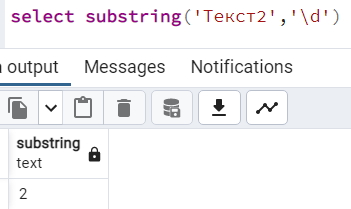 select substring('Текст2','\d')
output
Messages
Notifications
substring
text
2